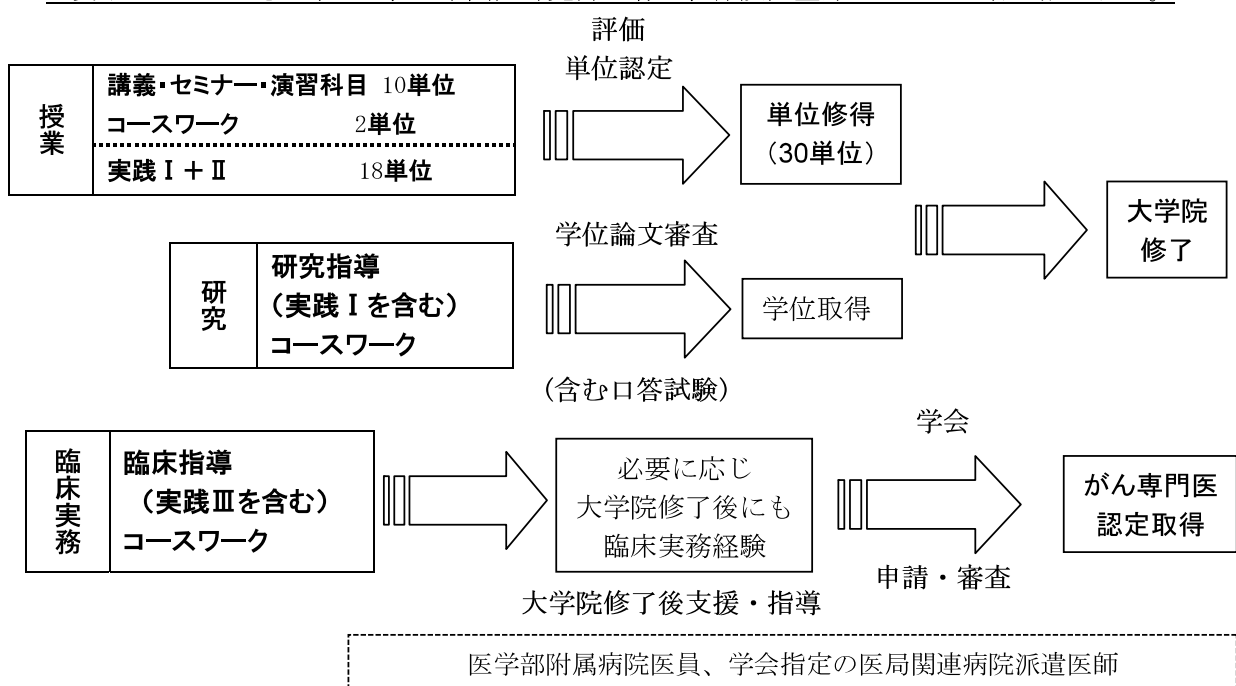 評価
単位認定
授業
講義・セミナー・演習科目 10単位
コースワーク 2単位
実践Ⅰ＋Ⅱ 18単位
単位修得
(30単位)
大学院
修了
学位論文審査
研究
研究指導
(実践Ⅰを含む)
コースワーク
学位取得
(含む口答試験)
学会
臨床実務
臨床指導
(実践Ⅲを含む)
コースワーク
必要に応じ
大学院修了後にも
臨床実務経験
がん専門医
認定取得
申請・審査
大学院修了後支援・指導
医学部附属病院医員、学会指定の医局関連病院派遣医師